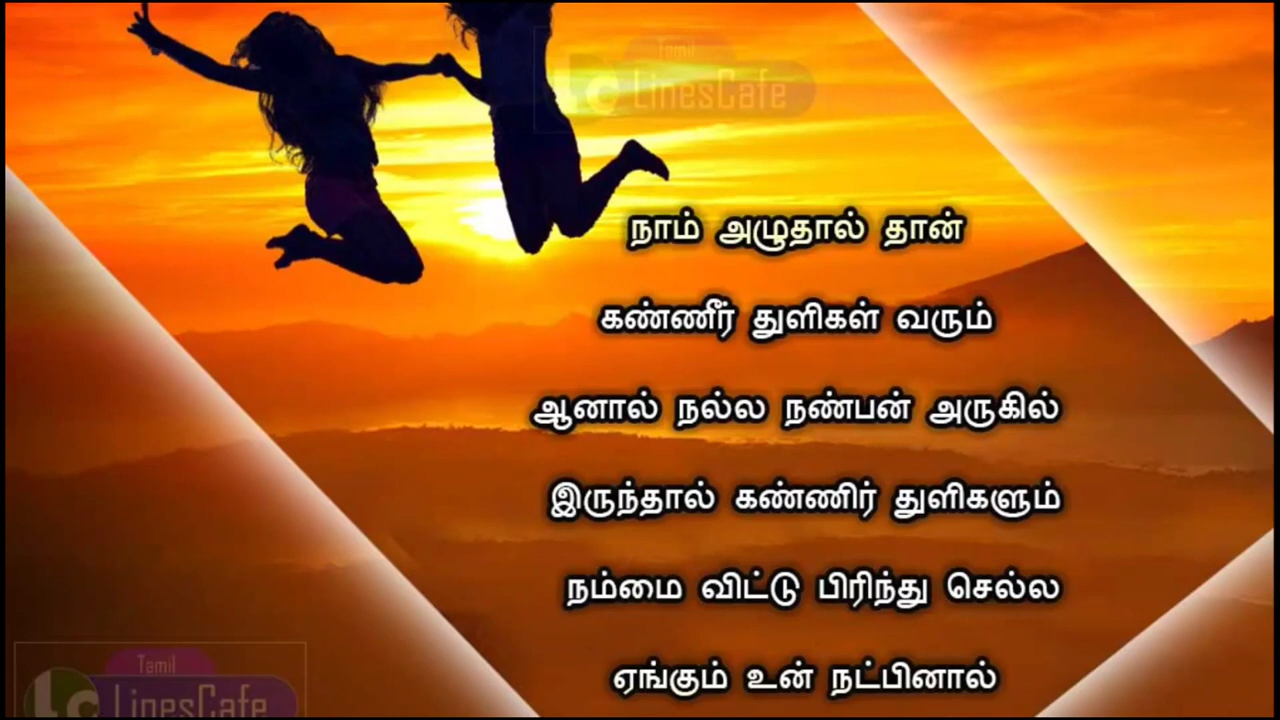 Tamil
LinesCafe
நாம் அழுதால் தான்
கண்ணீர் துளிகள் வரும்
ஆனால் நல்ல நண்பன் அருகில்
இருந்தால் கண்ணிர் துளிகளும்
நம்மை விட்டு பிரிந்து செல்ல
ஏங்கும் உன் நட்பினால்
Tamil
LinesCafe